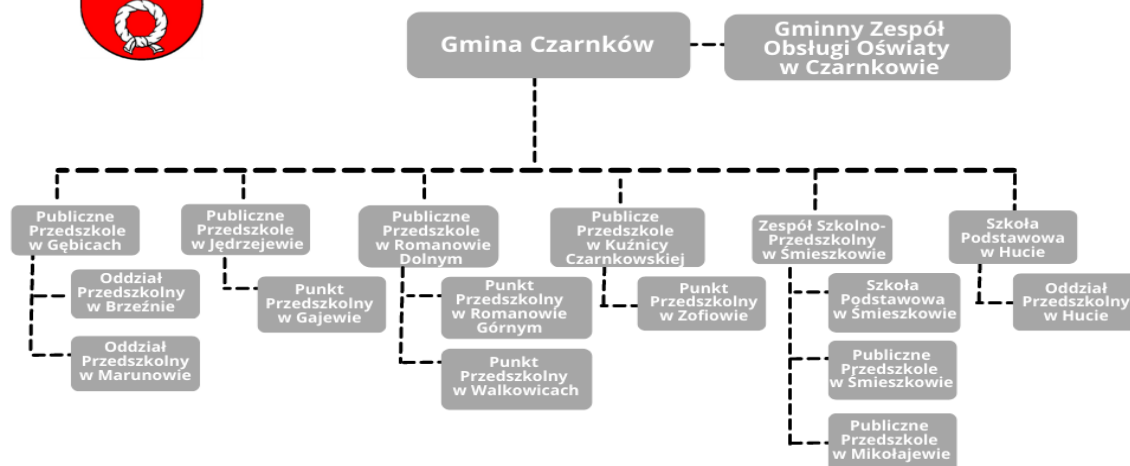 Gmina Czarnków
Gminny Zespół
Obsługi Oświaty
w Czarnkowie
Publiczne
Przedszkole
w Gębicach
Oddział
Przedszkolny
w Brzeźnie
Oddział
Przedszkolny
w Marunowie
Publiczne
Przedszkole
w Jędrzejewie
Punkt
Przedszkolny
w Gajewie
Publiczne
Przedszkole
w Romanowie
Dolnym
Punkt
Przedszkolny
w Romanowie
Górnym
Punkt
Przedszkolny
w Walkowicach
Publicze
Przedszkole
w Kuźnicy
Czarnkowskiej
Punkt
Przedszkolny
w Zofiowie
Zespół Szkolno-
Przedszkolny
w Śmieszkowie
Szkoła
Podstawowa
w Śmieszkowie
Publiczne
Przedszkole
w Śmieszkowie
Publiczne
Przedszkole
w Mikołajewie
Szkoła
Podstawowa
w Hucie
Oddział
Przedszkolny
w Hucie